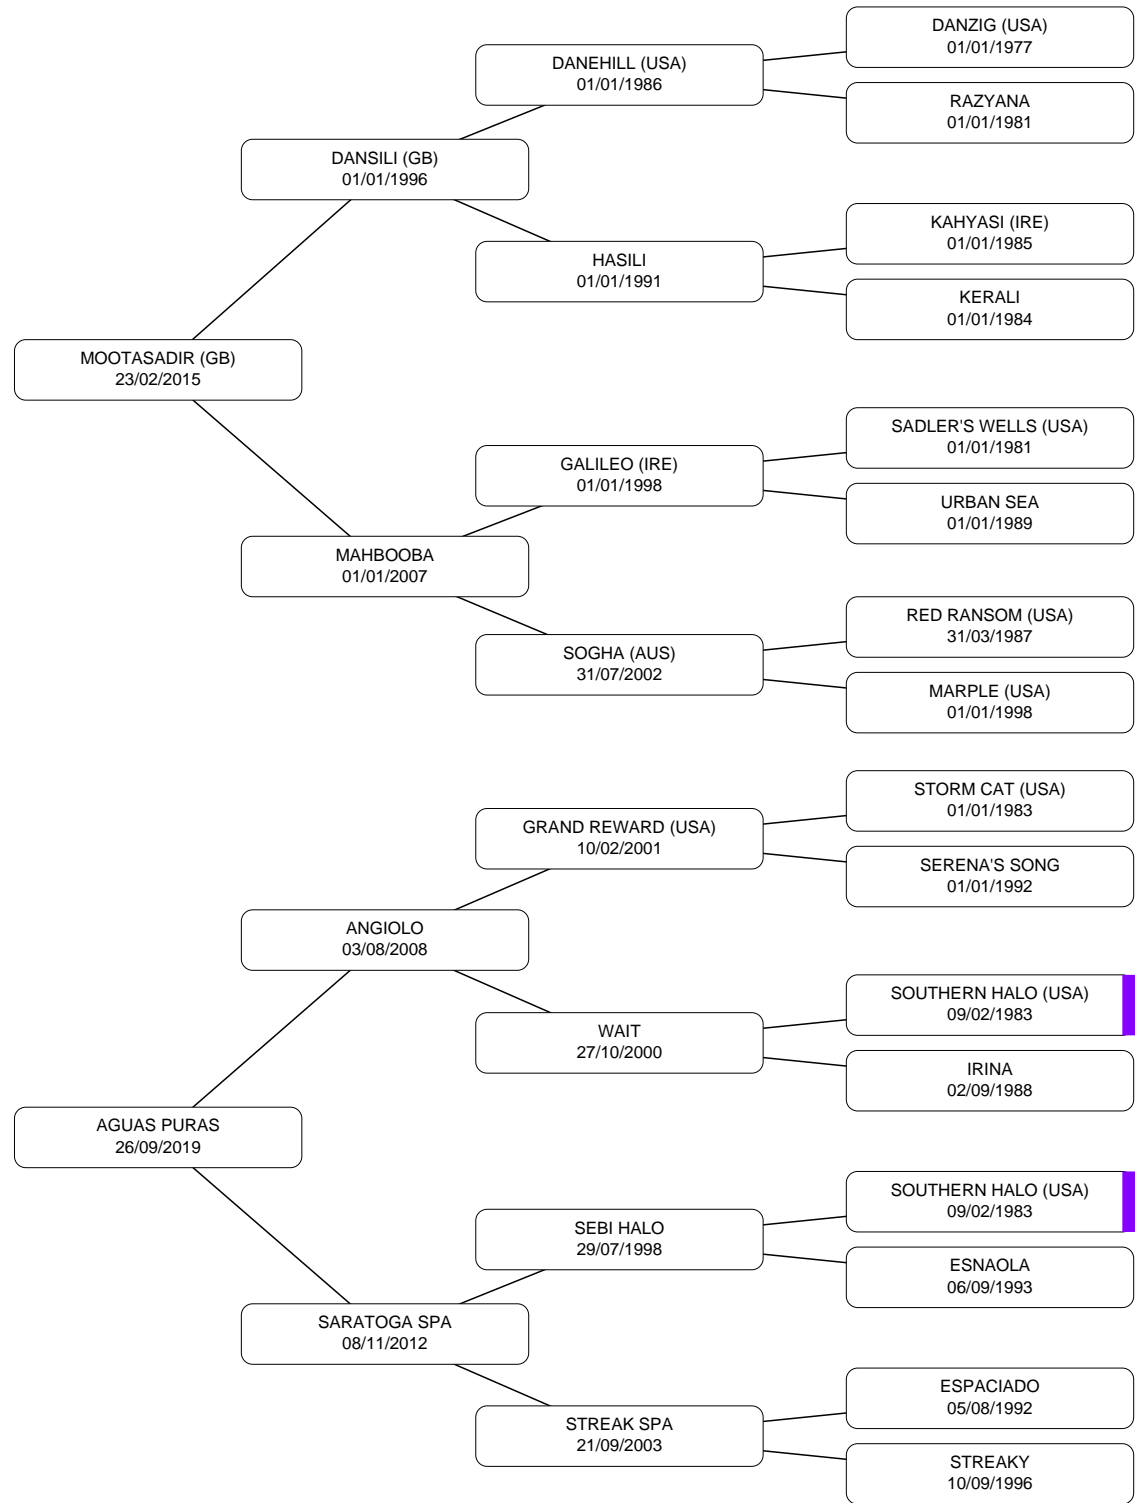 DANZIG (USA)
01/01/1977
DANEHILL (USA)
01/01/1986
RAZYANA
01/01/1981
DANSILI (GB)
01/01/1996
KAHYASI (IRE)
01/01/1985
HASILI
01/01/1991
KERALI
01/01/1984
MOOTASADIR (GB)
23/02/2015
SADLER'S WELLS (USA)
01/01/1981
GALILEO (IRE)
01/01/1998
URBAN SEA
01/01/1989
MAHBOOBA
01/01/2007
RED RANSOM (USA)
31/03/1987
SOGHA (AUS)
31/07/2002
MARPLE (USA)
01/01/1998
STORM CAT (USA)
01/01/1983
GRAND REWARD (USA)
10/02/2001
SERENA'S SONG
01/01/1992
ANGIOLO
03/08/2008
SOUTHERN HALO (USA)
09/02/1983
WAIT
27/10/2000
IRINA
02/09/1988
AGUAS PURAS
26/09/2019
SOUTHERN HALO (USA)
09/02/1983
SEBI HALO
29/07/1998
ESNAOLA
06/09/1993
SARATOGA SPA
08/11/2012
ESPACIADO
05/08/1992
STREAK SPA
21/09/2003
STREAKY
10/09/1996